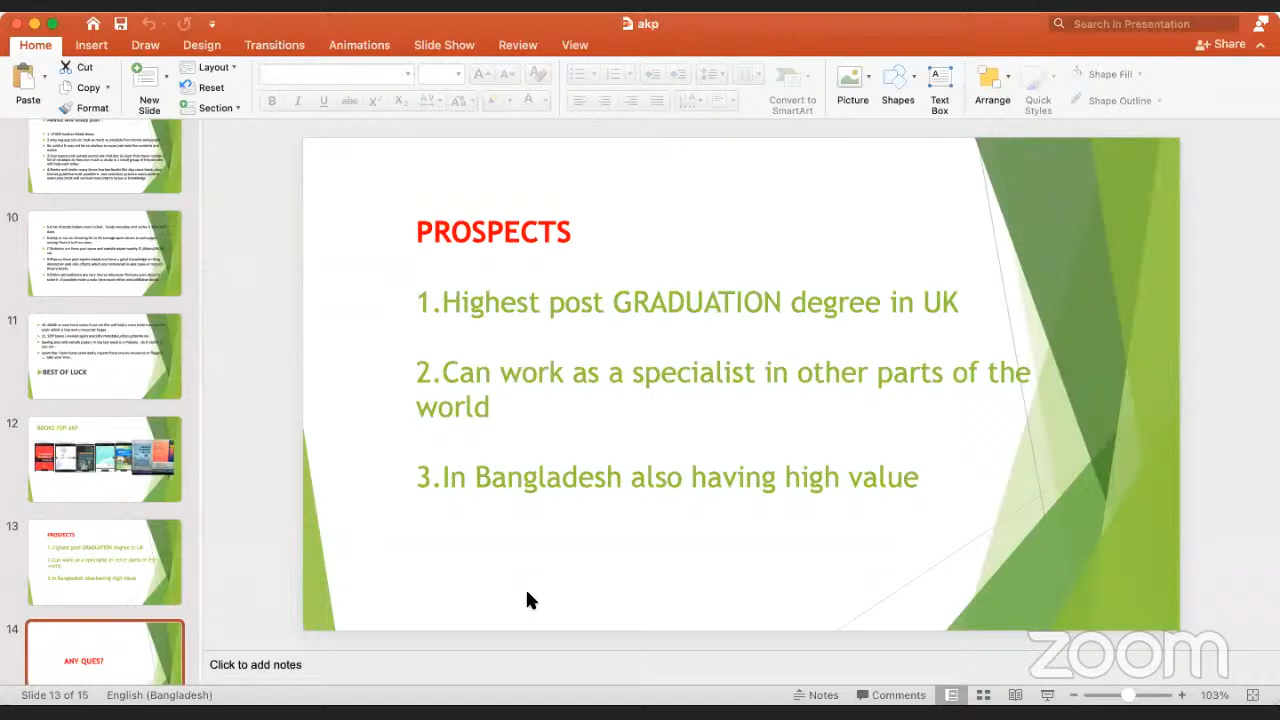 akp
Search in Presentation
Home Insert Draw Design Transitions Animations Slide Show Review View
Share
Paste
Cut
Copy
Format
New Slide
Layout
Reset
Section
Convert to SmartArt
Picture
Shapes
Text Box
Arrange
Quick Styles
Shape Fill
Shape Outline
10
11
BEST OF LUCK
12
BOOKS FOR AKP
13
PROSPECTS
1.Highest post GRADUATION degree in UK
2.Can work as a specialist in other parts of the
world
3.In Bangladesh also having high value
14
ANY QUES?
PROSPECTS
1.Highest post GRADUATION degree in UK
2.Can work as a specialist in other parts of the
world
3.In Bangladesh also having high value
Click to add notes
zoom
Slide 13 of 15 English (Bangladesh)
Notes Comments 103%